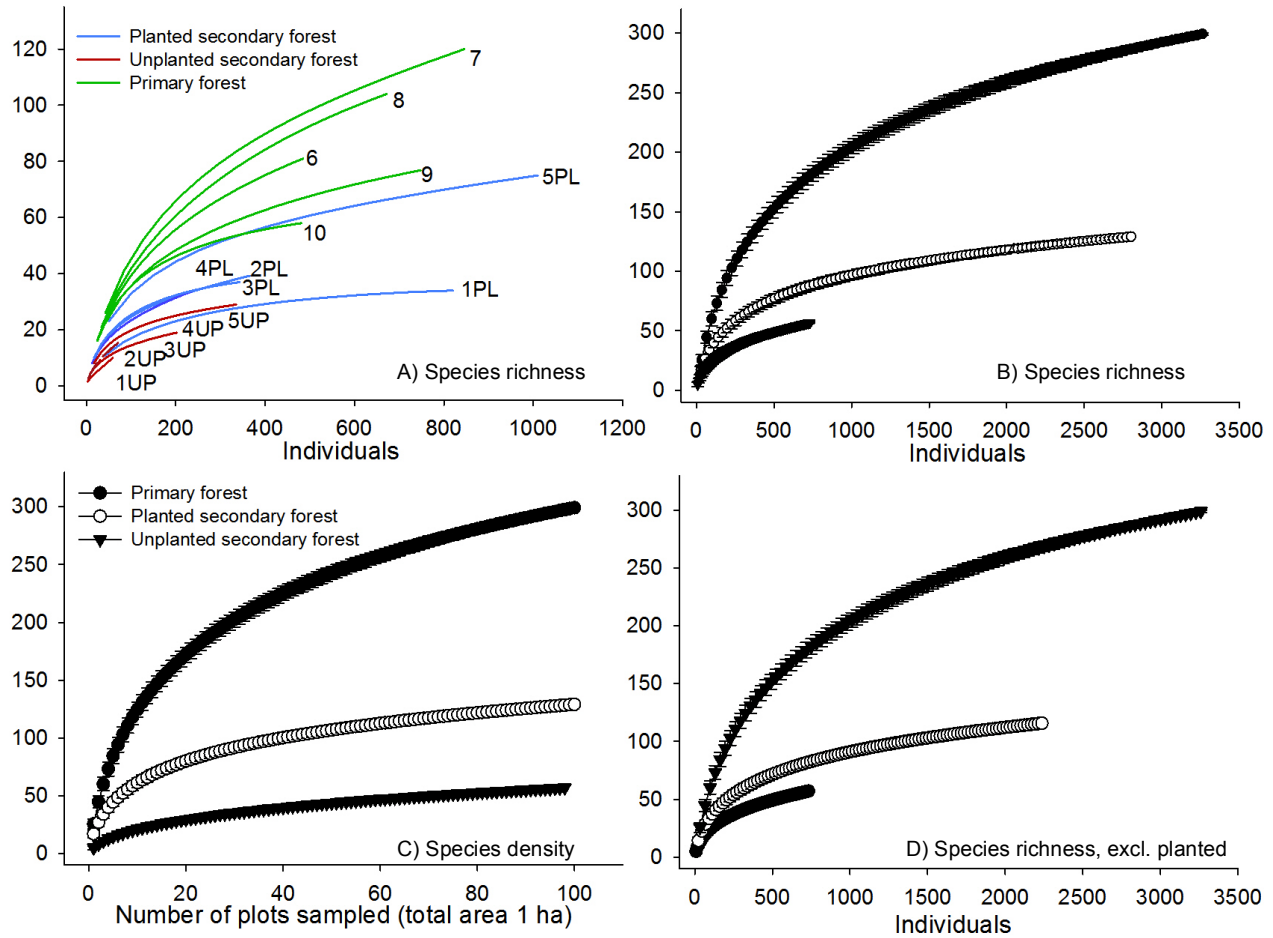 Planted secondary forest
Unplanted secondary forest
Primary forest
120
100
80
60
40
20
0
7
8
6
9
5PL
10
4PL 2PL
3PL
1PL
5UP
4UP
3UP
2UP
1UP
A) Species richness
0 200 400 600 800 1000 1200
Individuals
300
250
200
150
100
50
0
B) Species richness
0 500 1000 1500 2000 2500 3000 3500
Individuals
Primary forest
Planted secondary forest
Unplanted secondary forest
300
250
200
150
100
50
0
C) Species density
0 20 40 60 80 100
Number of plots sampled (total area 1 ha)
300
250
200
150
100
50
0
D) Species richness, excl. planted
0 500 1000 1500 2000 2500 3000 3500
Individuals